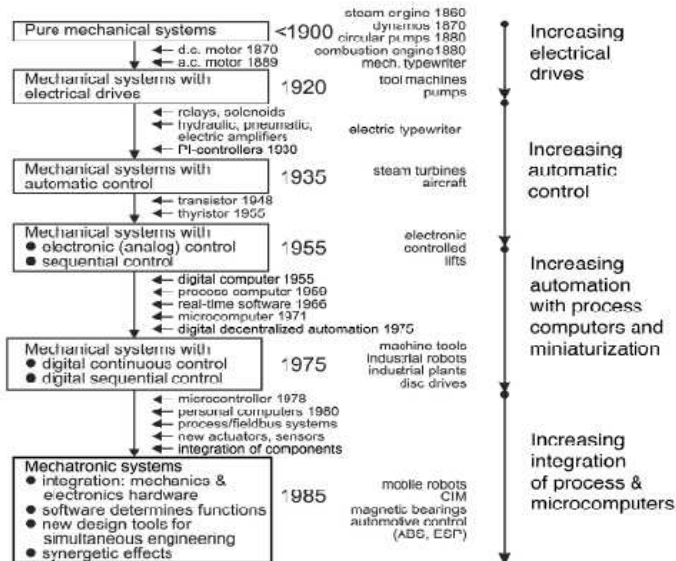 Pure mechanical systems
<1900
steam engine 1860
dynamos 1870
circular pumps 1880
combustion engine1880
mech. typewriter
Increasing
electrical
drives
d.c. motor 1870
a.c. motor 1889
Mechanical systems with
electrical drives
1920
tool machines
pumps
relays, solenoids
hydraulic, pneumatic,
electric amplifiers
PI-controllers 1930
electric typewriter
Increasing
automatic
control
Mechanical systems with
automatic control
1935
steam turbines
aircraft
transistor 1948
thyristor 1955
Mechanical systems with
● electronic (analog) control
● sequential control
1955
electronic
controlled
lifts
Increasing
automation
with process
computers and
miniaturization
digital computer 1955
process computer 1959
real-time software 1966
microcomputer 1971
digital decentralized automation 1975
Mechanical systems with
● digital continuous control
● digital sequential control
1975
machine tools
industrial robots
industrial plants
disc drives
microcontroller 1978
personal computers 1980
process/fieldbus systems
new actuators, sensors
integration of components
Increasing
integration
of process &
microcomputers
Mechatronic systems
● integration: mechanics &
electronics hardware
● software determines functions
● new design tools for
simultaneous engineering
● synergetic effects
1985
mobile robots
CIM
magnetic bearings
automotive control
(ABS, ESP)